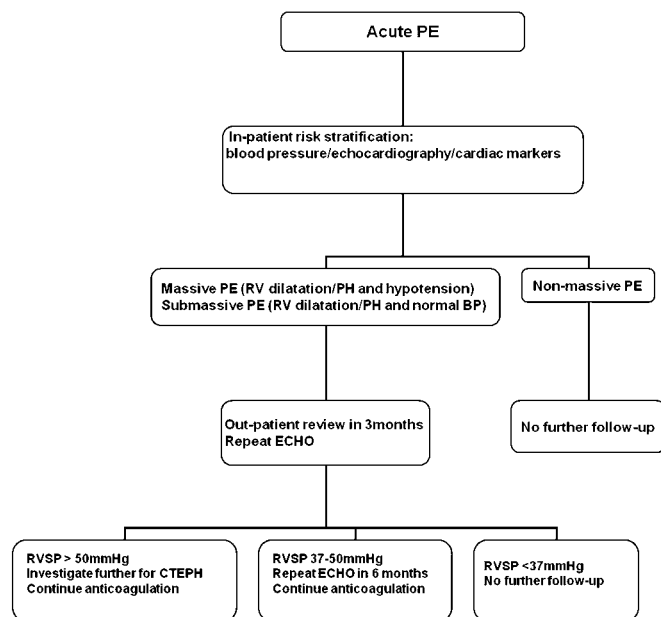 Acute PE
In-patient risk stratification:
blood pressure/echocardiography/cardiac markers
Massive PE (RV dilatation/PH and hypotension)
Submassive PE (RV dilatation/PH and normal BP)
Non-massive PE
Out-patient review in 3months
Repeat ECHO
No further follow-up
RVSP > 50mmHg
Investigate further for CTEPH
Continue anticoagulation
RVSP 37-50mmHg
Repeat ECHO in 6 months
Continue anticoagulation
RVSP <37mmHg
No further follow-up